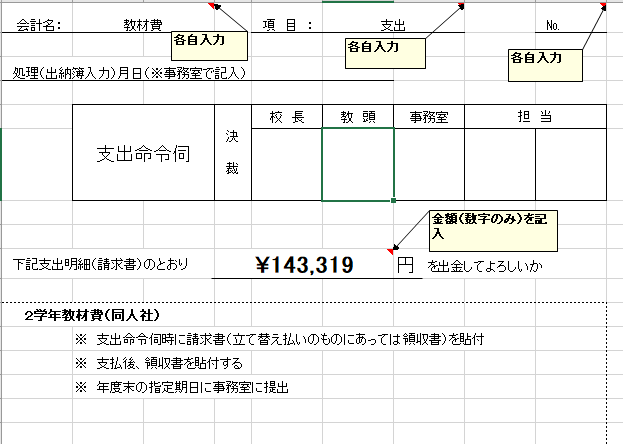 会計名： 教材費 項 目 ： 支出 No.
各自入力 各自入力 各自入力
処理（出納簿入力）月日（※事務室で記入）
支出命令伺 決裁 校 長 教 頭 事務室 担 当
金額（数字のみ）を記入
下記支出明細（請求書）のとおり ¥143,319 円 を出金してよろしいか
２学年教材費（同人社）
※ 支出命令伺時に請求書（立て替え払いのものにあっては領収書）を貼付
※ 支払後、領収書を貼付する
※ 年度末の指定期日に事務室に提出